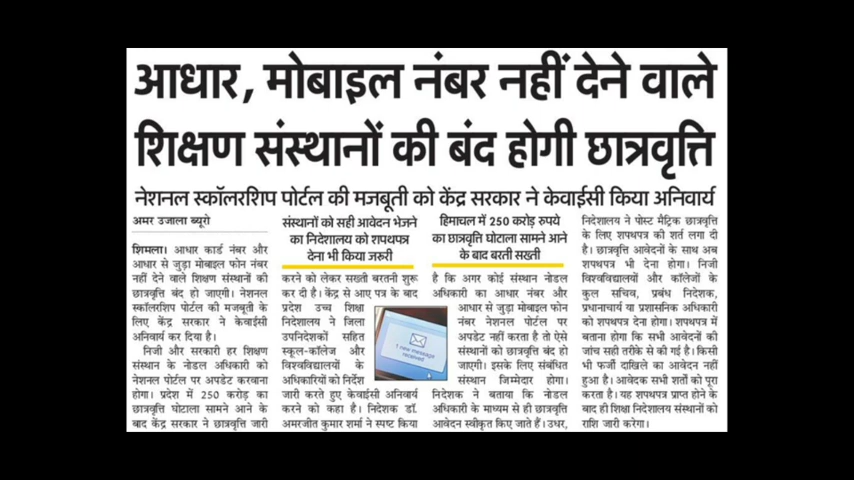 आधार, मोबाइल नंबर नहीं देने वाले
शिक्षण संस्थानों की बंद होगी छात्रवृत्ति
नेशनल स्कॉलरशिप पोर्टल की मजबूती को केंद्र सरकार ने केवाईसी किया अनिवार्य
अमर उजाला ब्यूरो
शिमला। आधार कार्ड नंबर और
आधार से जुड़ा मोबाइल फोन नंबर
नहीं देने वाले शिक्षण संस्थानों की
छात्रवृत्ति बंद हो जाएगी। नेशनल
स्कॉलरशिप पोर्टल की मजबूती के
लिए केंद्र सरकार ने केवाईसी
अनिवार्य कर दिया है।
निजी और सरकारी हर शिक्षण
संस्थान के नोडल अधिकारी को
नेशनल पोर्टल पर अपडेट करवाना
होगा। प्रदेश में 250 करोड़ का
छात्रवृत्ति घोटाला सामने आने के
बाद केंद्र सरकार ने छात्रवृत्ति जारी
संस्थानों को सही आवेदन भेजने
का निदेशालय को शपथपत्र
देना भी किया जरूरी
करने को लेकर सख्ती बरतनी शुरू
कर दी है। केंद्र से आए पत्र के बाद
प्रदेश उच्च शिक्षा
निदेशालय ने जिला
उपनिदेशकों सहित
स्कूल-कॉलेज और
विश्वविद्यालयों के
अधिकारियों को निर्देश
जारी करते हुए केवाईसी अनिवार्य
करने को कहा है। निदेशक डॉ.
अमरजीत कुमार शर्मा ने स्पष्ट किया
1 new message
received
हिमाचल में 250 करोड़ रुपये
का छात्रवृत्ति घोटाला सामने आने
के बाद बरती सख्ती
है कि अगर कोई संस्थान नोडल
अधिकारी का आधार नंबर और
आधार से जुड़ा मोबाइल फोन
नंबर नेशनल पोर्टल पर
अपडेट नहीं करता है तो ऐसे
संस्थानों को छात्रवृत्ति बंद हो
जाएगी। इसके लिए संबंधित
संस्थान जिम्मेदार होगा।
निदेशक ने बताया कि नोडल
अधिकारी के माध्यम से ही छात्रवृत्ति
आवेदन स्वीकृत किए जाते हैं। उधर,
निदेशालय ने पोस्ट मैट्रिक छात्रवृत्ति
के लिए शपथपत्र की शर्त लगा दी
है। छात्रवृत्ति आवेदनों के साथ अब
शपथपत्र भी देना होगा। निजी
विश्वविद्यालयों और कॉलेजों के
कुल सचिव, प्रबंध निदेशक,
प्रधानाचार्य या प्रशासनिक अधिकारी
को शपथपत्र देना होगा। शपथपत्र में
बताना होगा कि सभी आवेदनों की
जांच सही तरीके से की गई है। किसी
भी फर्जी दाखिले का आवेदन नहीं
हुआ है। आवेदक सभी शर्तों को पूरा
करता है। यह शपथपत्र प्राप्त होने के
बाद ही शिक्षा निदेशालय संस्थानों को
राशि जारी करेगा।